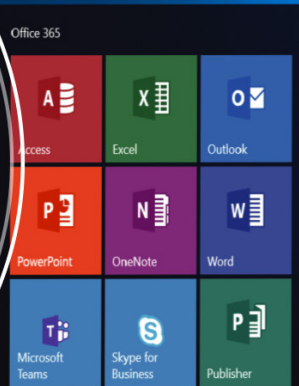 Office 365
A
X
O
Access
Excel
Outlook
P
N
W
PowerPoint
OneNote
Word
T
S
P
Microsoft
Teams
Skype for
Business
Publisher